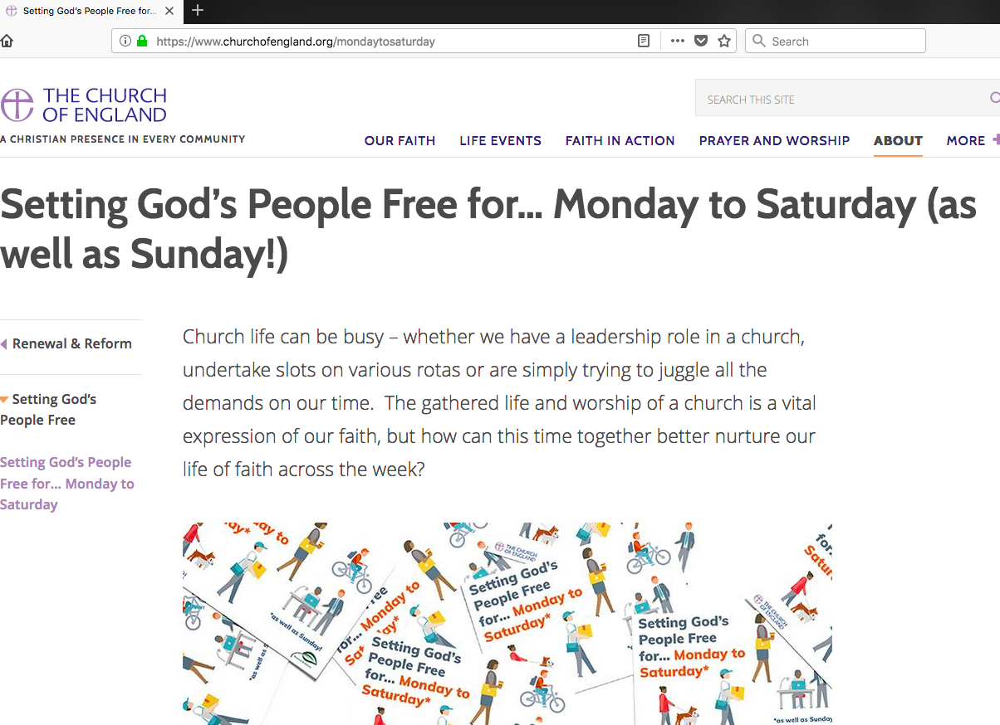 Setting God's People Free for...
https://www.churchofengland.org/mondaytosaturday
Search
THE CHURCH
OF ENGLAND
A CHRISTIAN PRESENCE IN EVERY COMMUNITY
SEARCH THIS SITE
OUR FAITH LIFE EVENTS FAITH IN ACTION PRAYER AND WORSHIP ABOUT MORE
Setting God’s People Free for... Monday to Saturday (as
well as Sunday!)
Renewal & Reform
Setting God’s
People Free
Setting God’s People
Free for... Monday to
Saturday
Church life can be busy – whether we have a leadership role in a church,
undertake slots on various rotas or are simply trying to juggle all the
demands on our time.  The gathered life and worship of a church is a vital
expression of our faith, but how can this time together better nurture our
life of faith across the week?
THE CHURCH
OF ENGLAND
Setting God's
People Free
for... Monday to
Saturday*
*as well as Sunday!
for... Monday to
Setting God's
People Free
for... Monday to
Saturday*
Setting God's
People Free
for... Monday to
Saturday*
THE CHURCH
OF ENGLAND
for...
*as well as Sunday